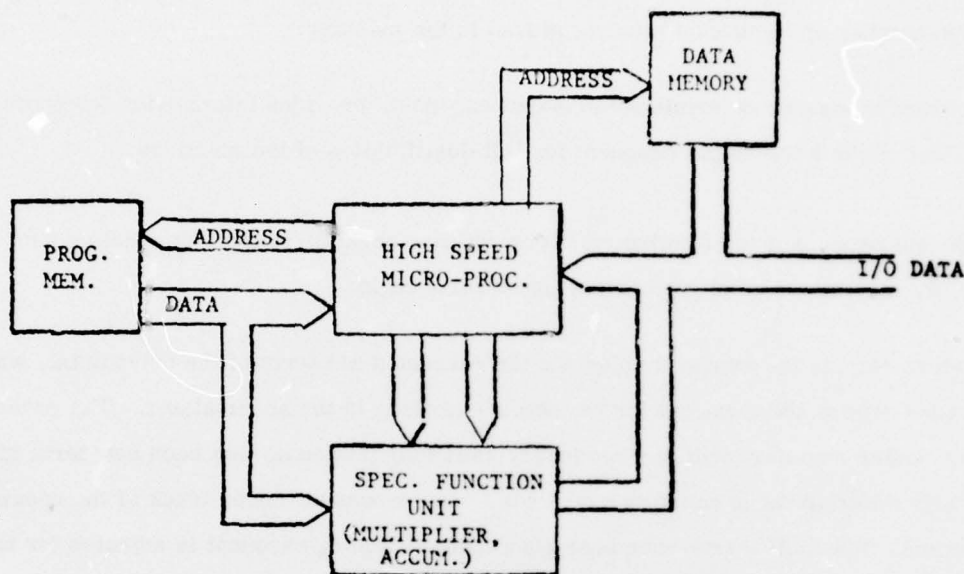 DATA
MEMORY
ADDRESS
PROG.
MEM.
ADDRESS
DATA
HIGH SPEED
MICRO-PROC.
I/O DATA
SPEC. FUNCTION
UNIT
(MULTIPLIER,
ACCUM.)